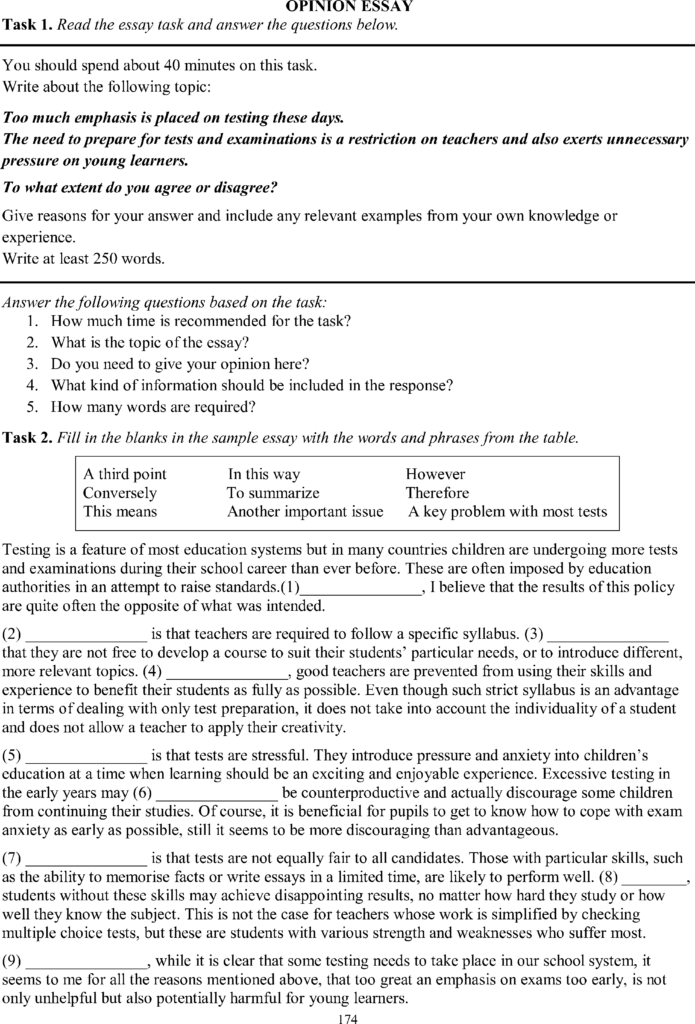 OPINION ESSAY
Task 1. Read the essay task and answer the questions below.
You should spend about 40 minutes on this task.
Write about the following topic:
Too much emphasis is placed on testing these days.
The need to prepare for tests and examinations is a restriction on teachers and also exerts unnecessary
pressure on young learners.
To what extent do you agree or disagree?
Give reasons for your answer and include any relevant examples from your own knowledge or
experience.
Write at least 250 words.
Answer the following questions based on the task:
1. How much time is recommended for the task?
2. What is the topic of the essay?
3. Do you need to give your opinion here?
4. What kind of information should be included in the response?
5. How many words are required?
Task 2. Fill in the blanks in the sample essay with the words and phrases from the table.
A third point In this way However
Conversely To summarize Therefore
This means Another important issue A key problem with most tests
Testing is a feature of most education systems but in many countries children are undergoing more tests
and examinations during their school career than ever before. These are often imposed by education
authorities in an attempt to raise standards.(1)________________, I believe that the results of this policy
are quite often the opposite of what was intended.
(2) ________________ is that teachers are required to follow a specific syllabus. (3) ________________
that they are not free to develop a course to suit their students’ particular needs, or to introduce different,
more relevant topics. (4) ________________, good teachers are prevented from using their skills and
experience to benefit their students as fully as possible. Even though such strict syllabus is an advantage
in terms of dealing with only test preparation, it does not take into account the individuality of a student
and does not allow a teacher to apply their creativity.
(5) ________________ is that tests are stressful. They introduce pressure and anxiety into children’s
education at a time when learning should be an exciting and enjoyable experience. Excessive testing in
the early years may (6) ________________ be counterproductive and actually discourage some children
from continuing their studies. Of course, it is beneficial for pupils to get to know how to cope with exam
anxiety as early as possible, still it seems to be more discouraging than advantageous.
(7) ________________ is that tests are not equally fair to all candidates. Those with particular skills, such
as the ability to memorise facts or write essays in a limited time, are likely to perform well. (8) ________,
students without these skills may achieve disappointing results, no matter how hard they study or how
well they know the subject. This is not the case for teachers whose work is simplified by checking
multiple choice tests, but these are students with various strength and weaknesses who suffer most.
(9) ________________, while it is clear that some testing needs to take place in our school system, it
seems to me for all the reasons mentioned above, that too great an emphasis on exams too early, is not
only unhelpful but also potentially harmful for young learners.
174